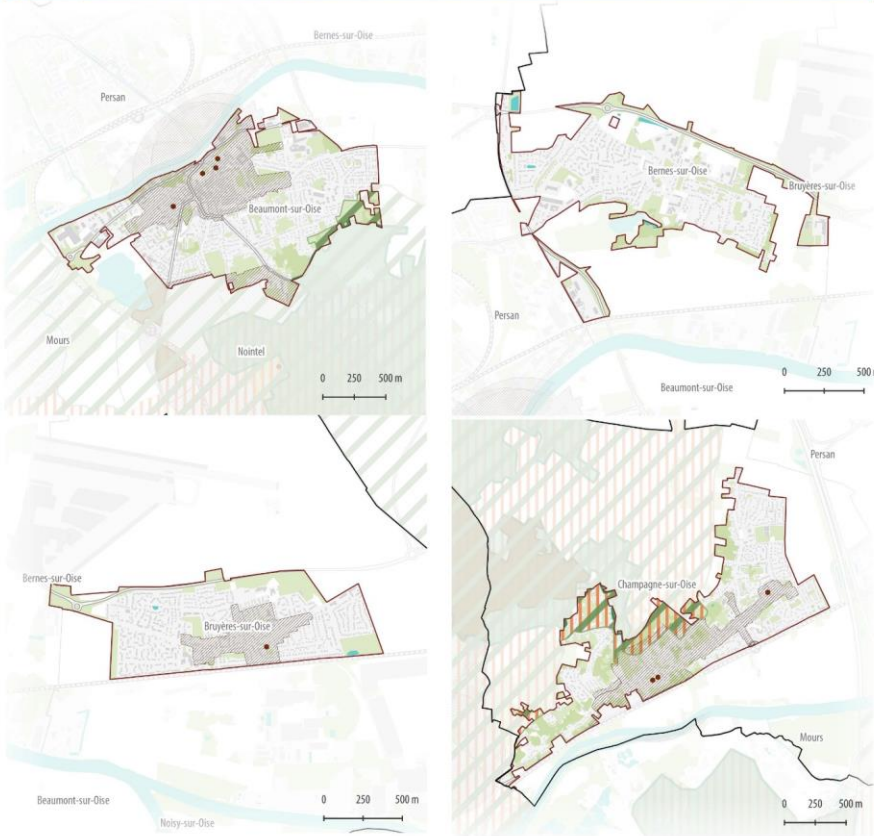 Bernes-sur-Oise
Persan
Beaumont-sur-Oise
Mours
Nointel
0 250 500 m
Bernes-sur-Oise
Bruyères-sur-Oise
Persan
Beaumont-sur-Oise
0 250 500 m
Bernes-sur-Oise
Bruyères-sur-Oise
Beaumont-sur-Oise
Noisy-sur-Oise
0 250 500 m
Persan
Champagne-sur-Oise
Mours
0 250 500 m